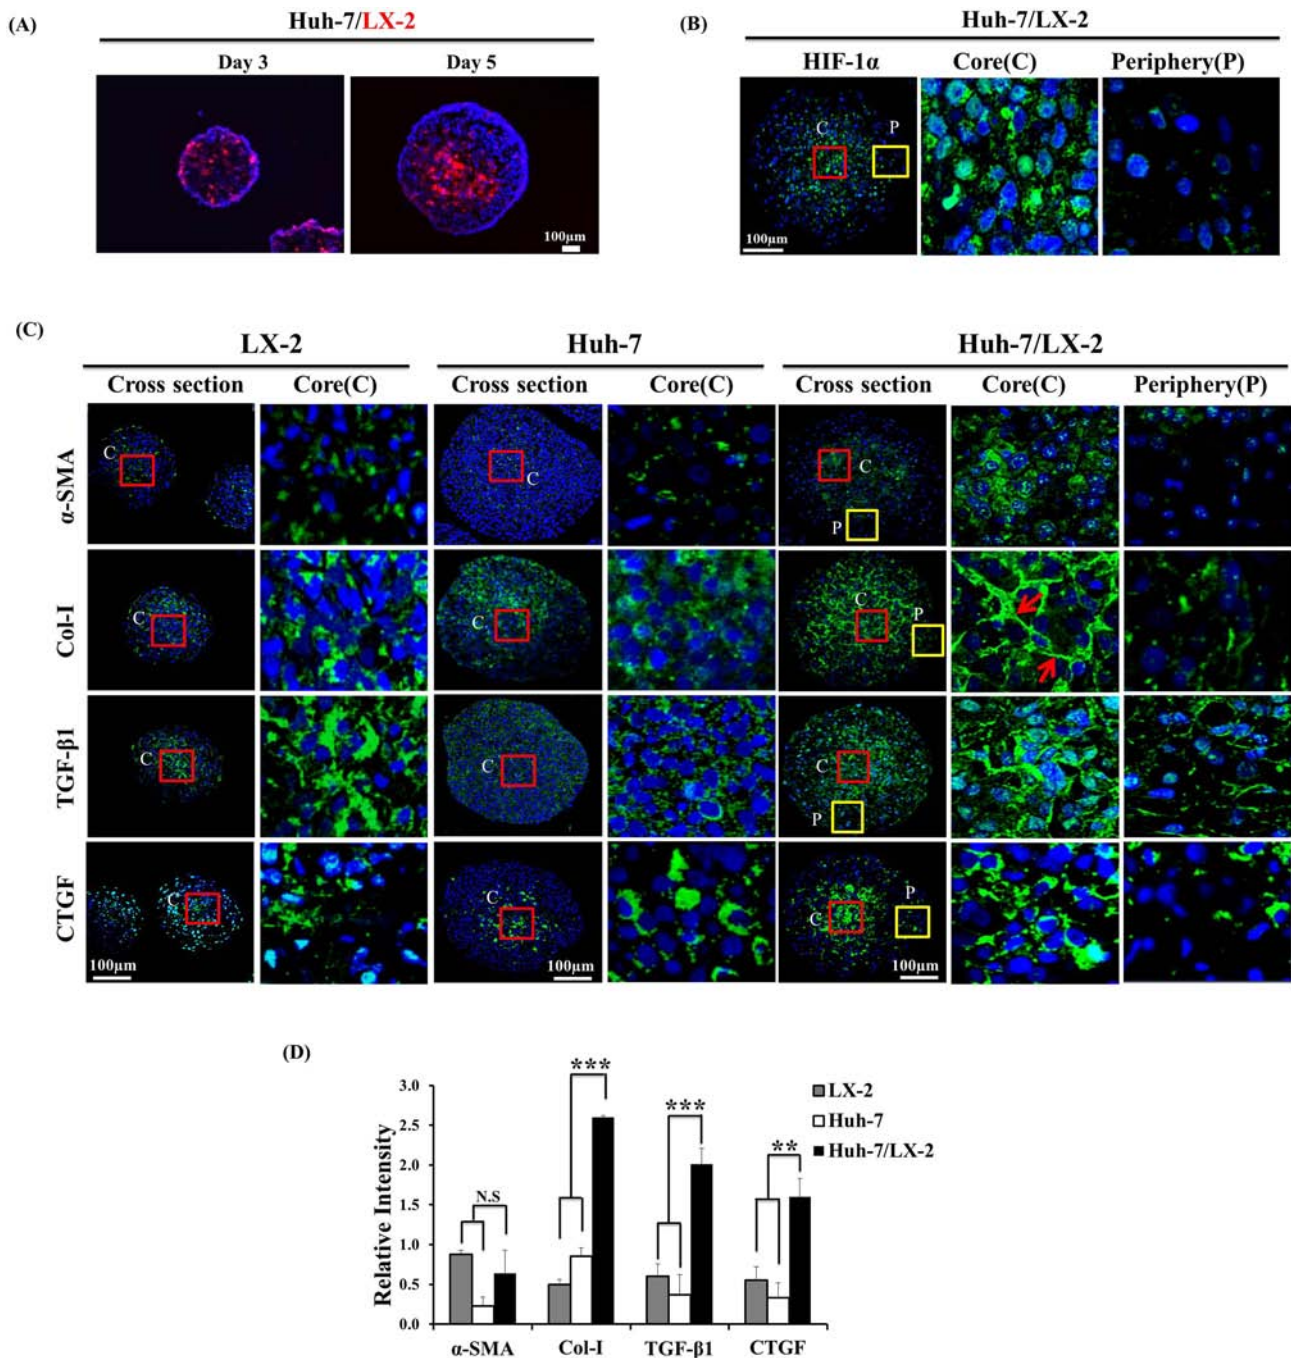 (A)
Huh-7/LX-2
Day 3 Day 5
100µm
(B)
Huh-7/LX-2
HIF-1α Core(C) Periphery(P)
C P
100µm
(C)
LX-2 Huh-7 Huh-7/LX-2
Cross section Core(C) Cross section Core(C) Cross section Core(C) Periphery(P)
α-SMA
C C C P
Col-I
C C C P
TGF-β1
C C C P
CTGF
C C C P
100µm 100µm 100µm
(D)
Relative Intensity
3.0
2.5
2.0
1.5
1.0
0.5
0.0
N.S *** *** **
LX-2
Huh-7
Huh-7/LX-2
α-SMA Col-I TGF-β1 CTGF